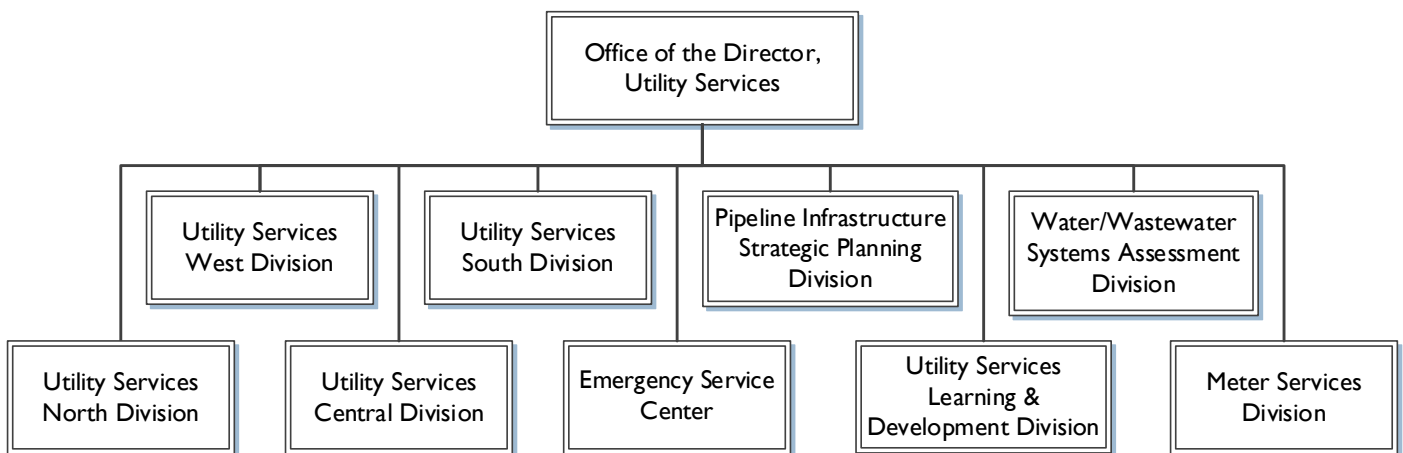 Office of the Director,
Utility Services
Utility Services
West Division
Utility Services
South Division
Pipeline Infrastructure
Strategic Planning
Division
Water/Wastewater
Systems Assessment
Division
Utility Services
North Division
Utility Services
Central Division
Emergency Service
Center
Utility Services
Learning &
Development Division
Meter Services
Division